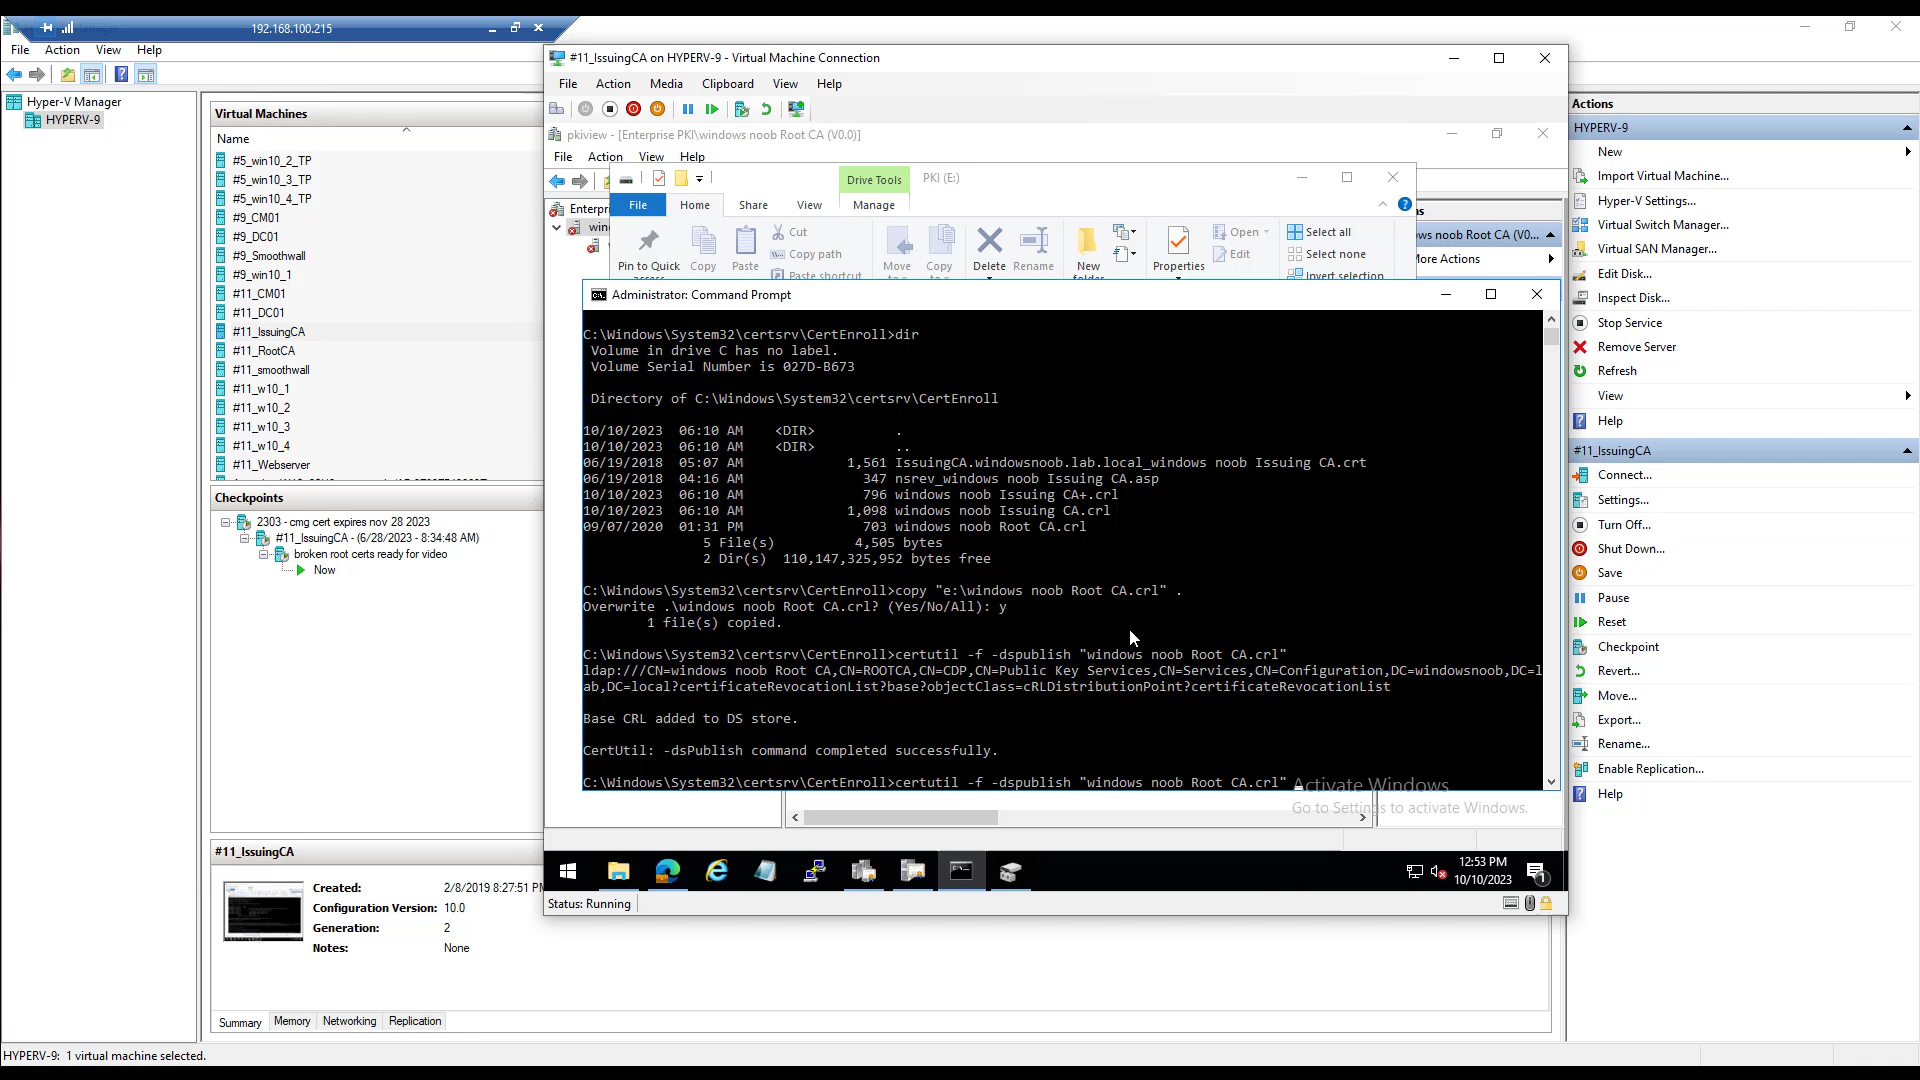 192.168.100.215
File Action View Help
Hyper-V Manager
HYPERV-9
Virtual Machines
Name
#5_win10_2_TP
#5_win10_3_TP
#5_win10_4_TP
#9_CM01
#9_DC01
#9_Smoothwall
#9_win10_1
#11_CM01
#11_DC01
#11_IssuingCA
#11_RootCA
#11_smoothwall
#11_w10_1
#11_w10_2
#11_w10_3
#11_w10_4
#11_Webserver
Checkpoints
2303 - cmg cert expires nov 28 2023
#11_IssuingCA - (6/28/2023 - 8:34:48 AM)
broken root certs ready for video
Now
#11_IssuingCA
Created: 2/8/2019 8:27:51 PM
Configuration Version: 10.0
Generation: 2
Notes: None
Summary Memory Networking Replication
HYPERV-9: 1 virtual machine selected.
#11_IssuingCA on HYPERV-9 - Virtual Machine Connection
File Action Media Clipboard View Help
pkiview - [Enterprise PKI\windows noob Root CA (V0.0)]
File Action View Help
Drive Tools PKI (E:)
File Home Share View Manage
Enterpri
win
Pin to Quick
Copy
Paste
Cut
Copy path
Paste shortcut
Move
Copy
Delete
Rename
New
Properties
Open
Edit
Select all
Select none
Invert selection
ns
ws noob Root CA (V0...
More Actions
Administrator: Command Prompt
C:\Windows\System32\certsrv\CertEnroll>dir
Volume in drive C has no label.
Volume Serial Number is 027D-B673
Directory of C:\Windows\System32\certsrv\CertEnroll
10/10/2023 06:10 AM <DIR> .
10/10/2023 06:10 AM <DIR> ..
06/19/2018 05:07 AM 1,561 IssuingCA.windowsnoob.lab.local_windows noob Issuing CA.crt
06/19/2018 04:16 AM 347 nsrev_windows noob Issuing CA.asp
10/10/2023 06:10 AM 796 windows noob Issuing CA+.crl
10/10/2023 06:10 AM 1,098 windows noob Issuing CA.crl
09/07/2020 01:31 PM 703 windows noob Root CA.crl
5 File(s) 4,505 bytes
2 Dir(s) 110,147,325,952 bytes free
C:\Windows\System32\certsrv\CertEnroll>copy "e:\windows noob Root CA.crl" .
Overwrite .\windows noob Root CA.crl? (Yes/No/All): y
1 file(s) copied.
C:\Windows\System32\certsrv\CertEnroll>certutil -f -dspublish "windows noob Root CA.crl"
ldap:///CN=windows noob Root CA,CN=ROOTCA,CN=CDP,CN=Public Key Services,CN=Services,CN=Configuration,DC=windowsnoob,DC=l
ab,DC=local?certificateRevocationList?base?objectClass=cRLDistributionPoint?certificateRevocationList
Base CRL added to DS store.
CertUtil: -dsPublish command completed successfully.
C:\Windows\System32\certsrv\CertEnroll>certutil -f -dspublish "windows noob Root CA.crl"
Activate Windows
Go to Settings to activate Windows.
12:53 PM
10/10/2023
1
Status: Running
Actions
HYPERV-9
New
Import Virtual Machine...
Hyper-V Settings...
Virtual Switch Manager...
Virtual SAN Manager...
Edit Disk...
Inspect Disk...
Stop Service
Remove Server
Refresh
View
Help
#11_IssuingCA
Connect...
Settings...
Turn Off...
Shut Down...
Save
Pause
Reset
Checkpoint
Revert...
Move...
Export...
Rename...
Enable Replication...
Help